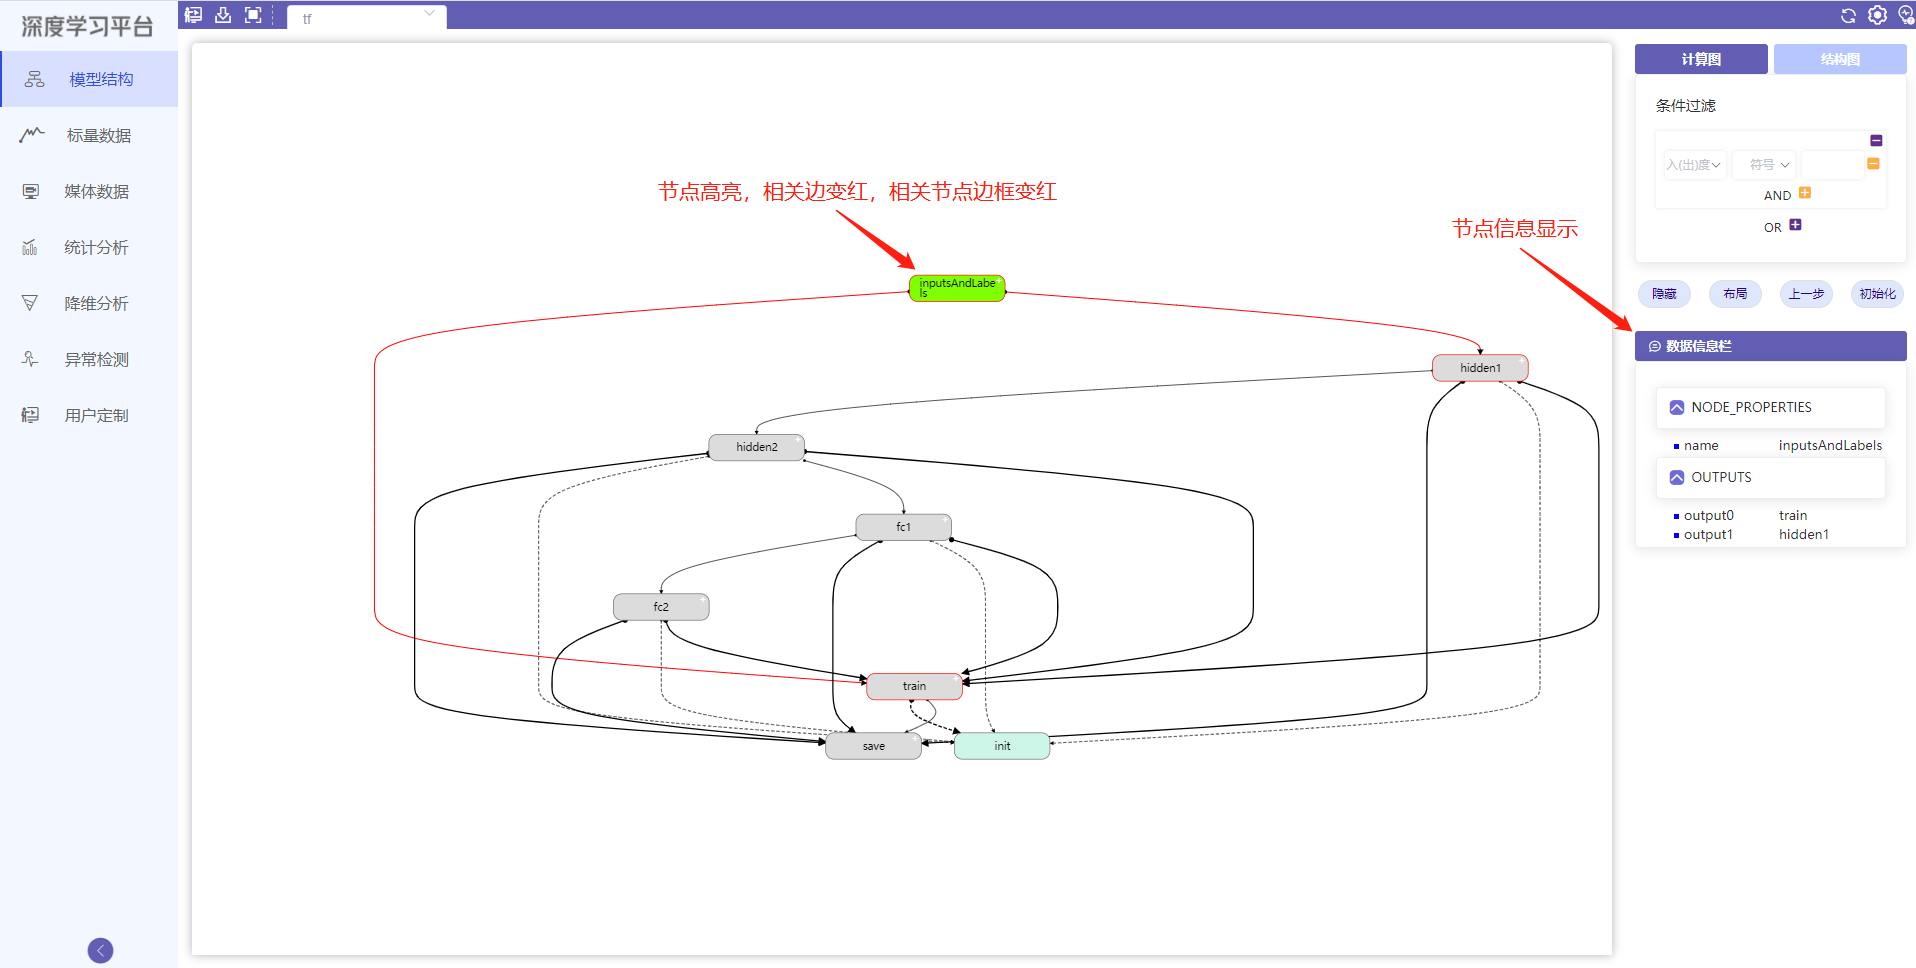 深度学习平台
tf
模型结构
标量数据
媒体数据
统计分析
降维分析
异常检测
用户定制
节点高亮，相关边变红，相关节点边框变红
节点信息显示
inputsAndLabe
ls
hidden1
hidden2
fc1
fc2
train
save
init
计算图
结构图
条件过滤
入(出)度
符号
AND
OR
隐藏
布局
上一步
初始化
数据信息栏
NODE_PROPERTIES
name inputsAndLabels
OUTPUTS
output0 train
output1 hidden1